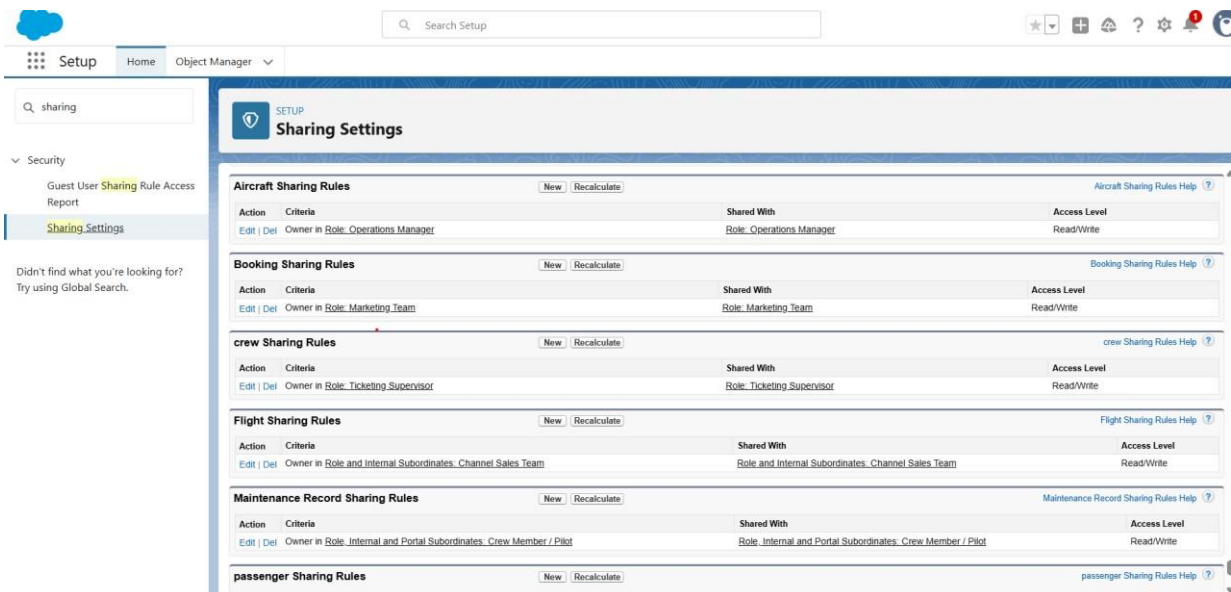 Search Setup
1
Setup Home Object Manager
sharing
Security
Guest User Sharing Rule Access
Report
Sharing Settings
Didn't find what you're looking for?
Try using Global Search.
SETUP
Sharing Settings
Aircraft Sharing Rules New Recalculate Aircraft Sharing Rules Help ?
Action Criteria Shared With Access Level
Edit | Del Owner in Role: Operations Manager Role: Operations Manager Read/Write
Booking Sharing Rules New Recalculate Booking Sharing Rules Help ?
Action Criteria Shared With Access Level
Edit | Del Owner in Role: Marketing Team Role: Marketing Team Read/Write
crew Sharing Rules New Recalculate crew Sharing Rules Help ?
Action Criteria Shared With Access Level
Edit | Del Owner in Role: Ticketing Supervisor Role: Ticketing Supervisor Read/Write
Flight Sharing Rules New Recalculate Flight Sharing Rules Help ?
Action Criteria Shared With Access Level
Edit | Del Owner in Role and Internal Subordinates: Channel Sales Team Role and Internal Subordinates: Channel Sales Team Read/Write
Maintenance Record Sharing Rules New Recalculate Maintenance Record Sharing Rules Help ?
Action Criteria Shared With Access Level
Edit | Del Owner in Role, Internal and Portal Subordinates: Crew Member / Pilot Role, Internal and Portal Subordinates: Crew Member / Pilot Read/Write
passenger Sharing Rules New Recalculate passenger Sharing Rules Help ?